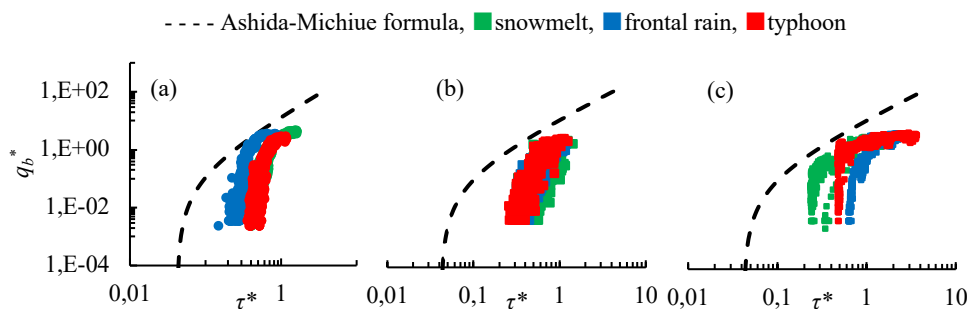 Ashida-Michiue formula, snowmelt, frontal rain, typhoon
(a) (b) (c)
1,E+02
1,E+00
1,E-02
1,E-04
q_b*
0,01 τ* 1 0,01 0,1 τ* 1 10 0,01 0,1 τ* 1 10